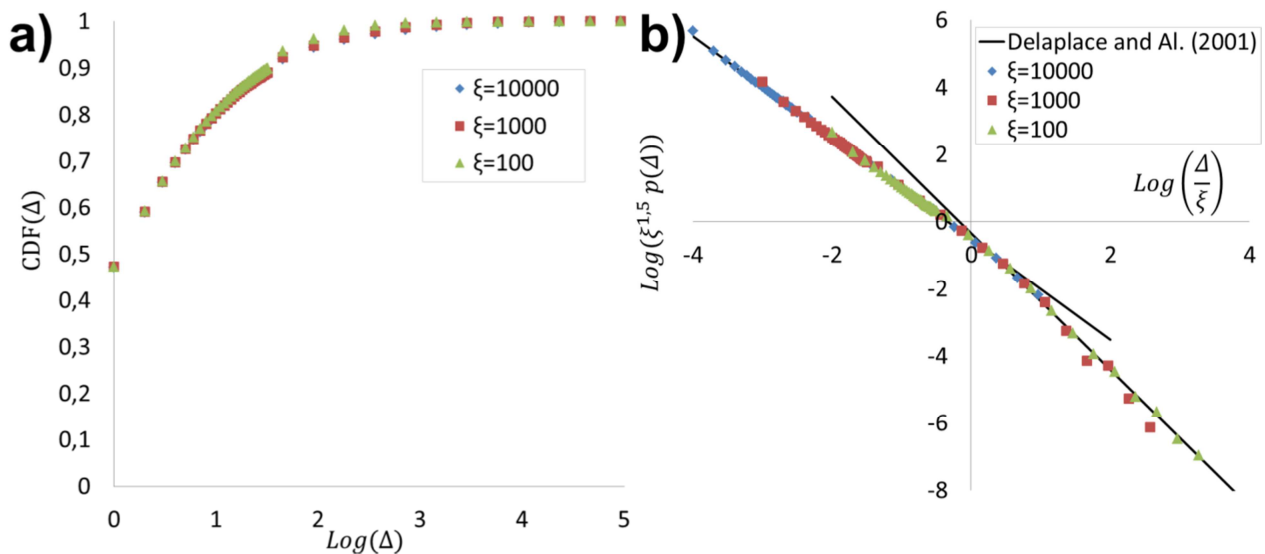 a)
1
0,9
0,8
0,7
0,6
0,5
0,4
0,3
0,2
0,1
0
CDF(Δ)
0 1 2 3 4 5
Log(Δ)
ξ=10000
ξ=1000
ξ=100
b)
6
4
2
0
-2
-4
-6
-8
Log(ξ^1,5 p(Δ))
-4 -2 0 2 4
Log(Δ/ξ)
Delaplace and Al. (2001)
ξ=10000
ξ=1000
ξ=100